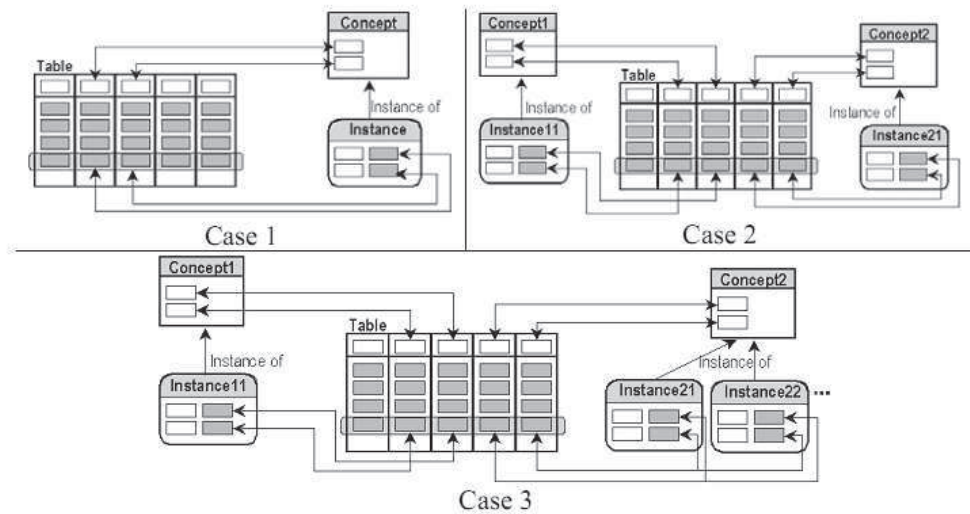 Concept
Table
Instance of
Instance
Case 1
Concept1
Concept2
Table
Instance of
Instance of
Instance11
Instance21
Case 2
Concept1
Concept2
Table
Instance of
Instance of
Instance11
Instance21
Instance22
...
Case 3